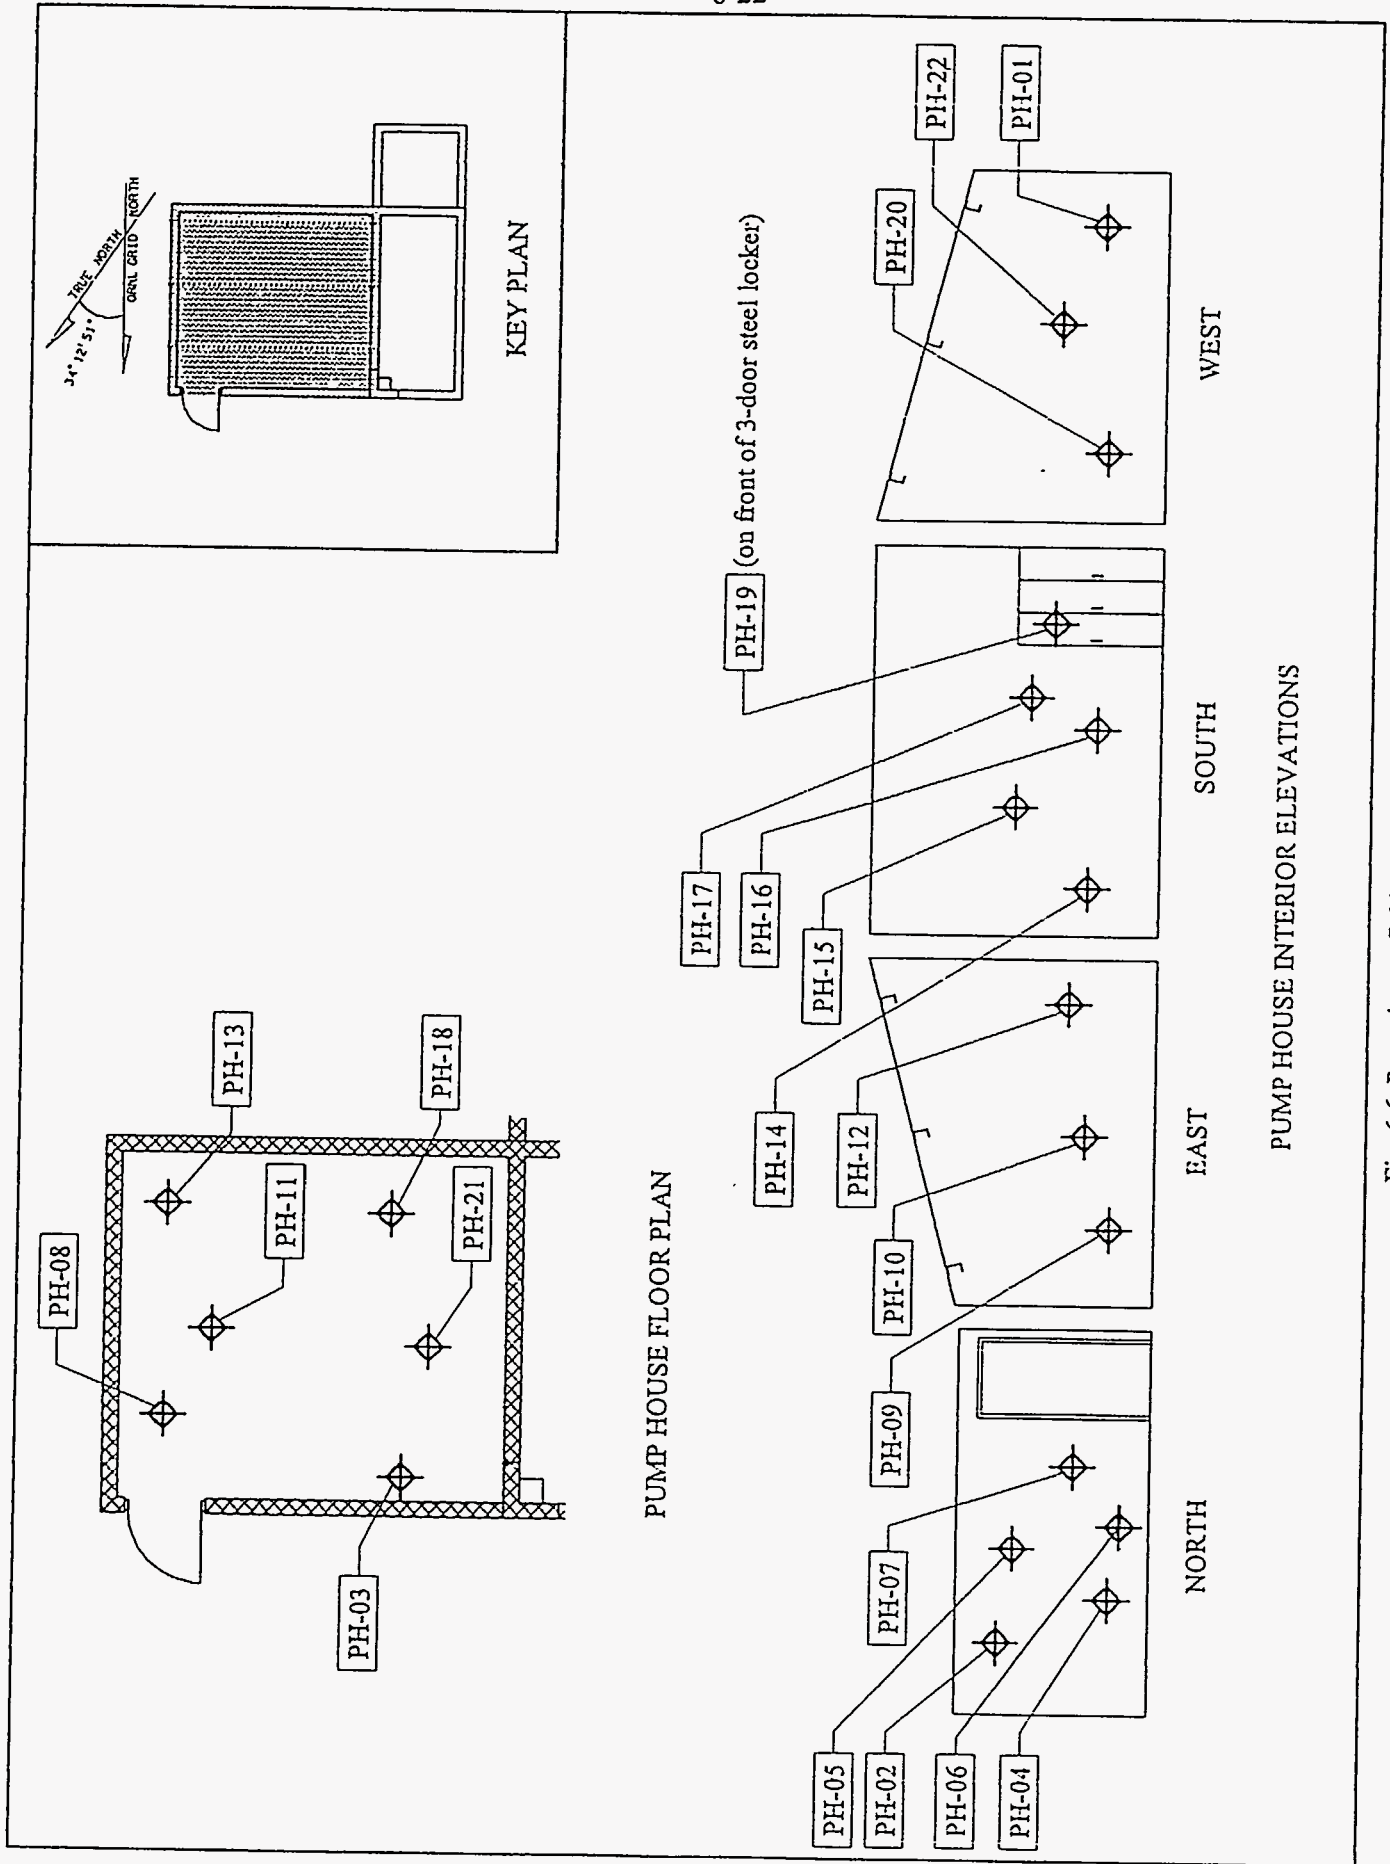 PUMP HOUSE FLOOR PLAN
PH-03
PH-08
PH-11
PH-13
PH-21
PH-18
KEY PLAN
34° 12' 51"
TRUE NORTH
ORNL GRID NORTH
PH-05
PH-02
PH-06
PH-04
PH-07
NORTH
PH-09
PH-10
PH-12
EAST
PH-14
PH-15
PH-16
PH-17
PH-19 (on front of 3-door steel locker)
SOUTH
PH-20
PH-22
PH-01
WEST
PUMP HOUSE INTERIOR ELEVATIONS